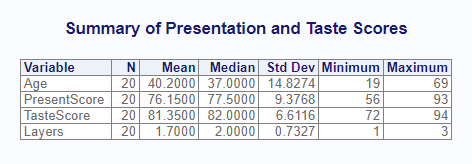 Summary of Presentation and Taste Scores
Variable N Mean Median Std Dev Minimum Maximum
Age 20 40.2000 37.0000 14.8274 19 69
PresentScore 20 76.1500 77.5000 9.3768 56 93
TasteScore 20 81.3500 82.0000 6.6116 72 94
Layers 20 1.7000 2.0000 0.7327 1 3